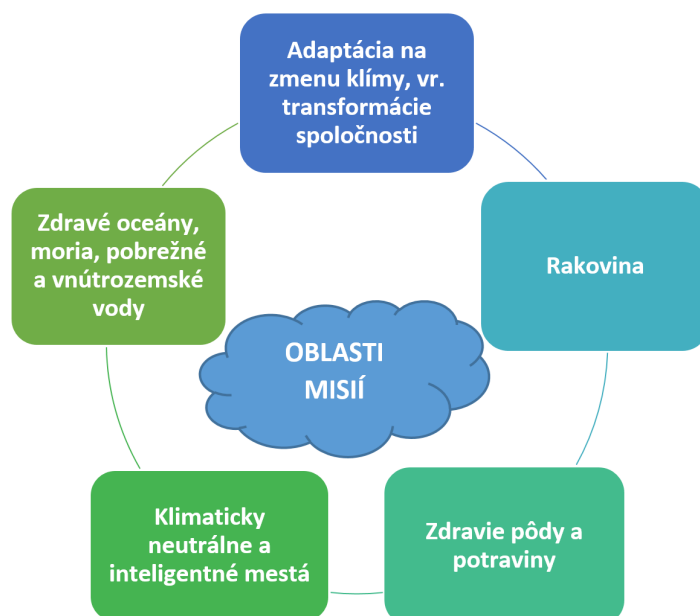 Adaptácia na
zmenu klímy, vr.
transformácie
spoločnosti
Rakovina
Zdravie pôdy a
potraviny
Klimaticky
neutrálne a
inteligentné mestá
Zdravé oceány,
moria, pobrežné
a vnútrozemské
vody
OBLASTI
MISIÍ